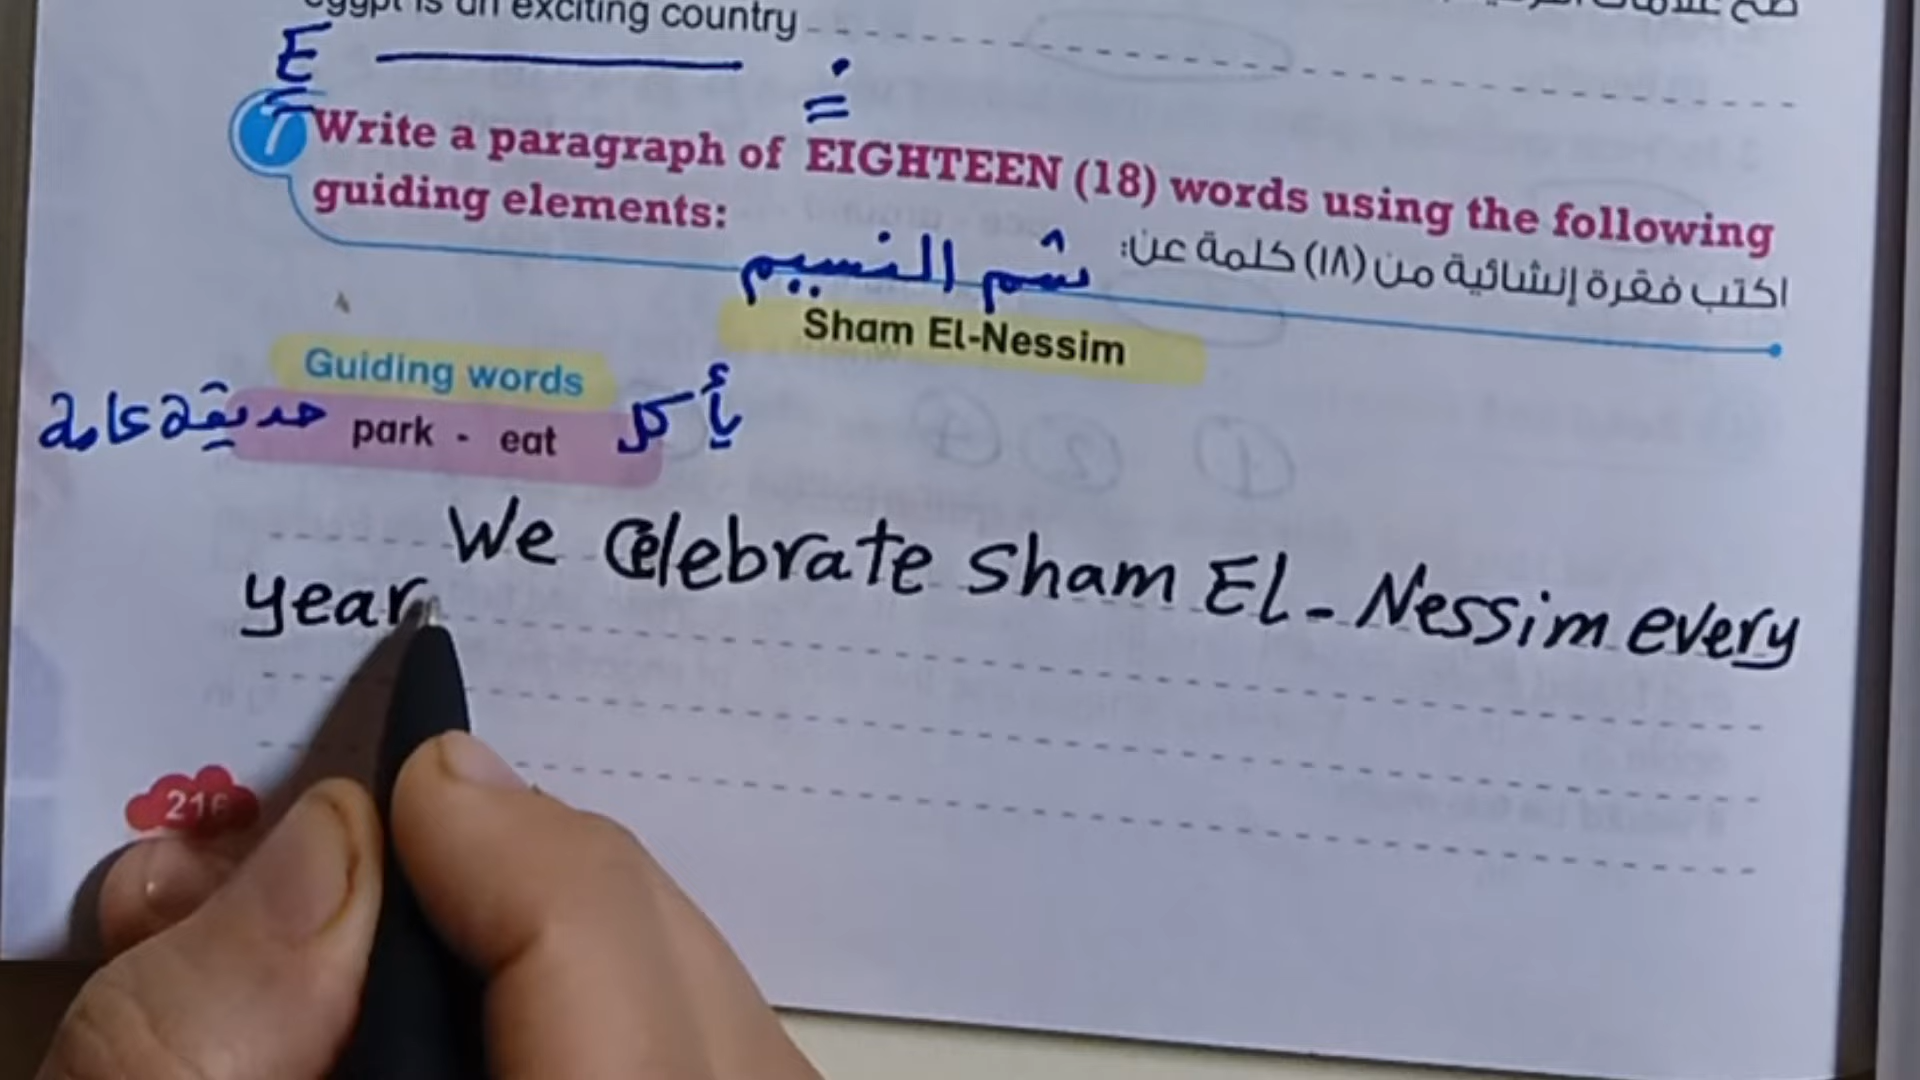 egypt is an exciting country
E .
7 Write a paragraph of EIGHTEEN (18) words using the following
guiding elements:
اكتب فقرة إنشائية من (١٨) كلمة عن:
شم النسيم
Sham El-Nessim
Guiding words
حديقة عامة park - eat يأكل
We Celebrate Sham El-Nessim every
year
216